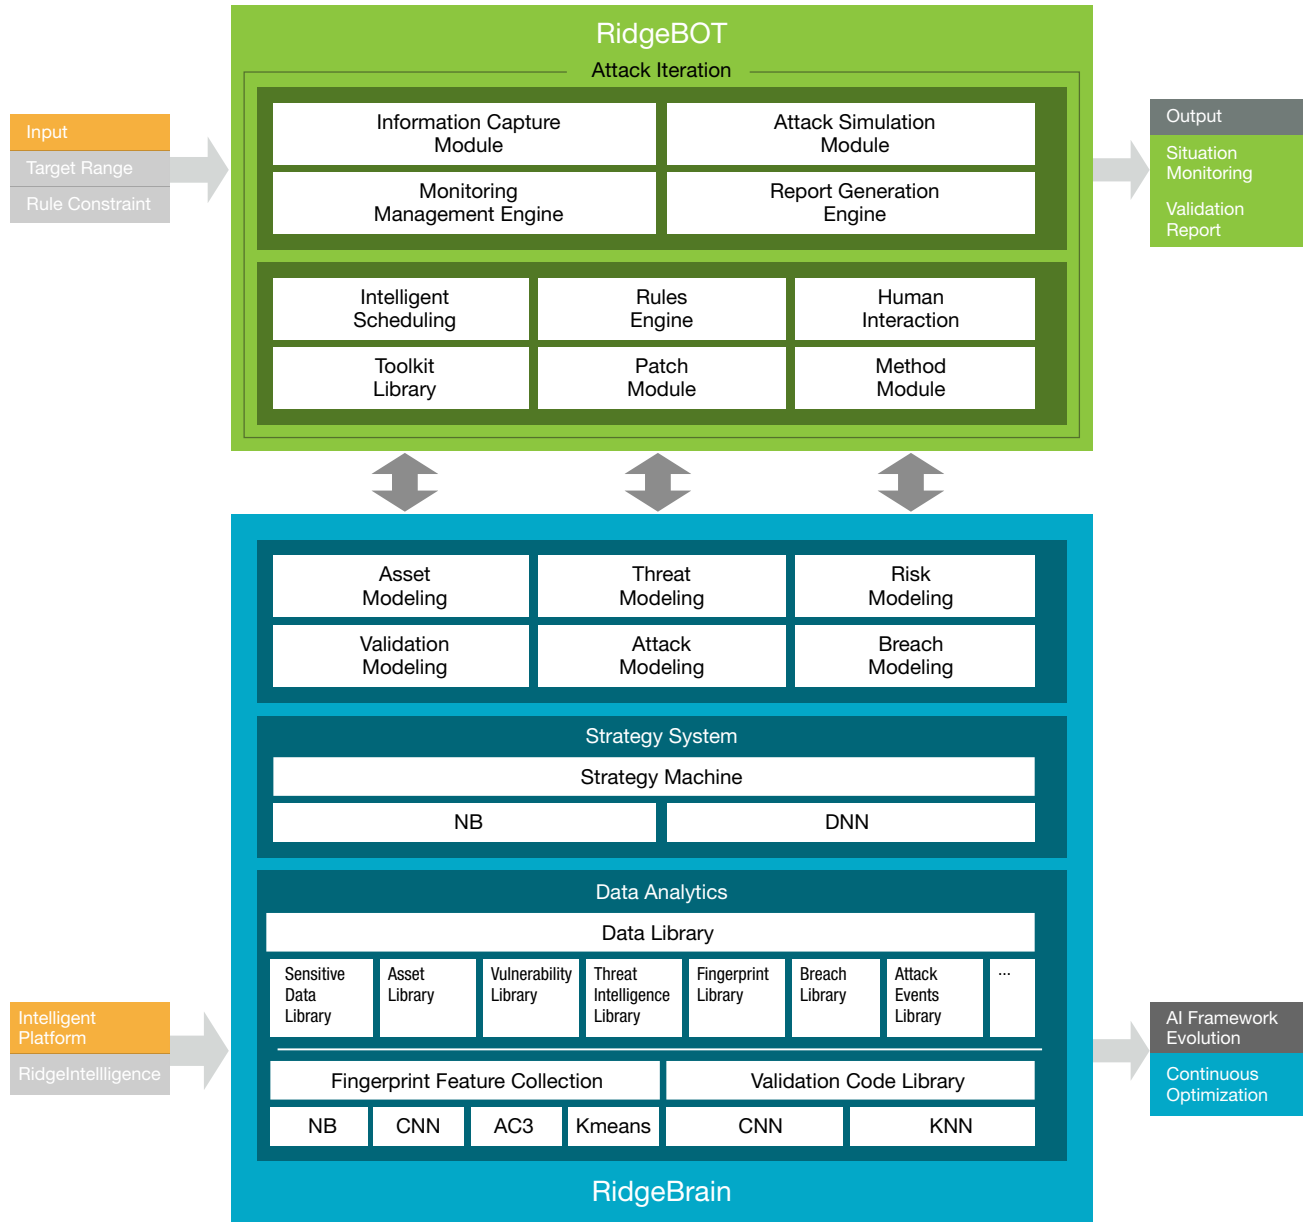 RidgeBOT
Attack Iteration
Information Capture
Module
Attack Simulation
Module
Monitoring
Management Engine
Report Generation
Engine
Intelligent
Scheduling
Rules
Engine
Human
Interaction
Toolkit
Library
Patch
Module
Method
Module
Input
Target Range
Rule Constraint
Output
Situation
Monitoring
Validation
Report
Asset
Modeling
Threat
Modeling
Risk
Modeling
Validation
Modeling
Attack
Modeling
Breach
Modeling
Strategy System
Strategy Machine
NB
DNN
Data Analytics
Data Library
Sensitive
Data
Library
Asset
Library
Vulnerability
Library
Threat
Intelligence
Library
Fingerprint
Library
Breach
Library
Attack
Events
Library
...
Fingerprint Feature Collection
Validation Code Library
NB
CNN
AC3
Kmeans
CNN
KNN
RidgeBrain
Intelligent
Platform
RidgeIntellligence
AI Framework
Evolution
Continuous
Optimization